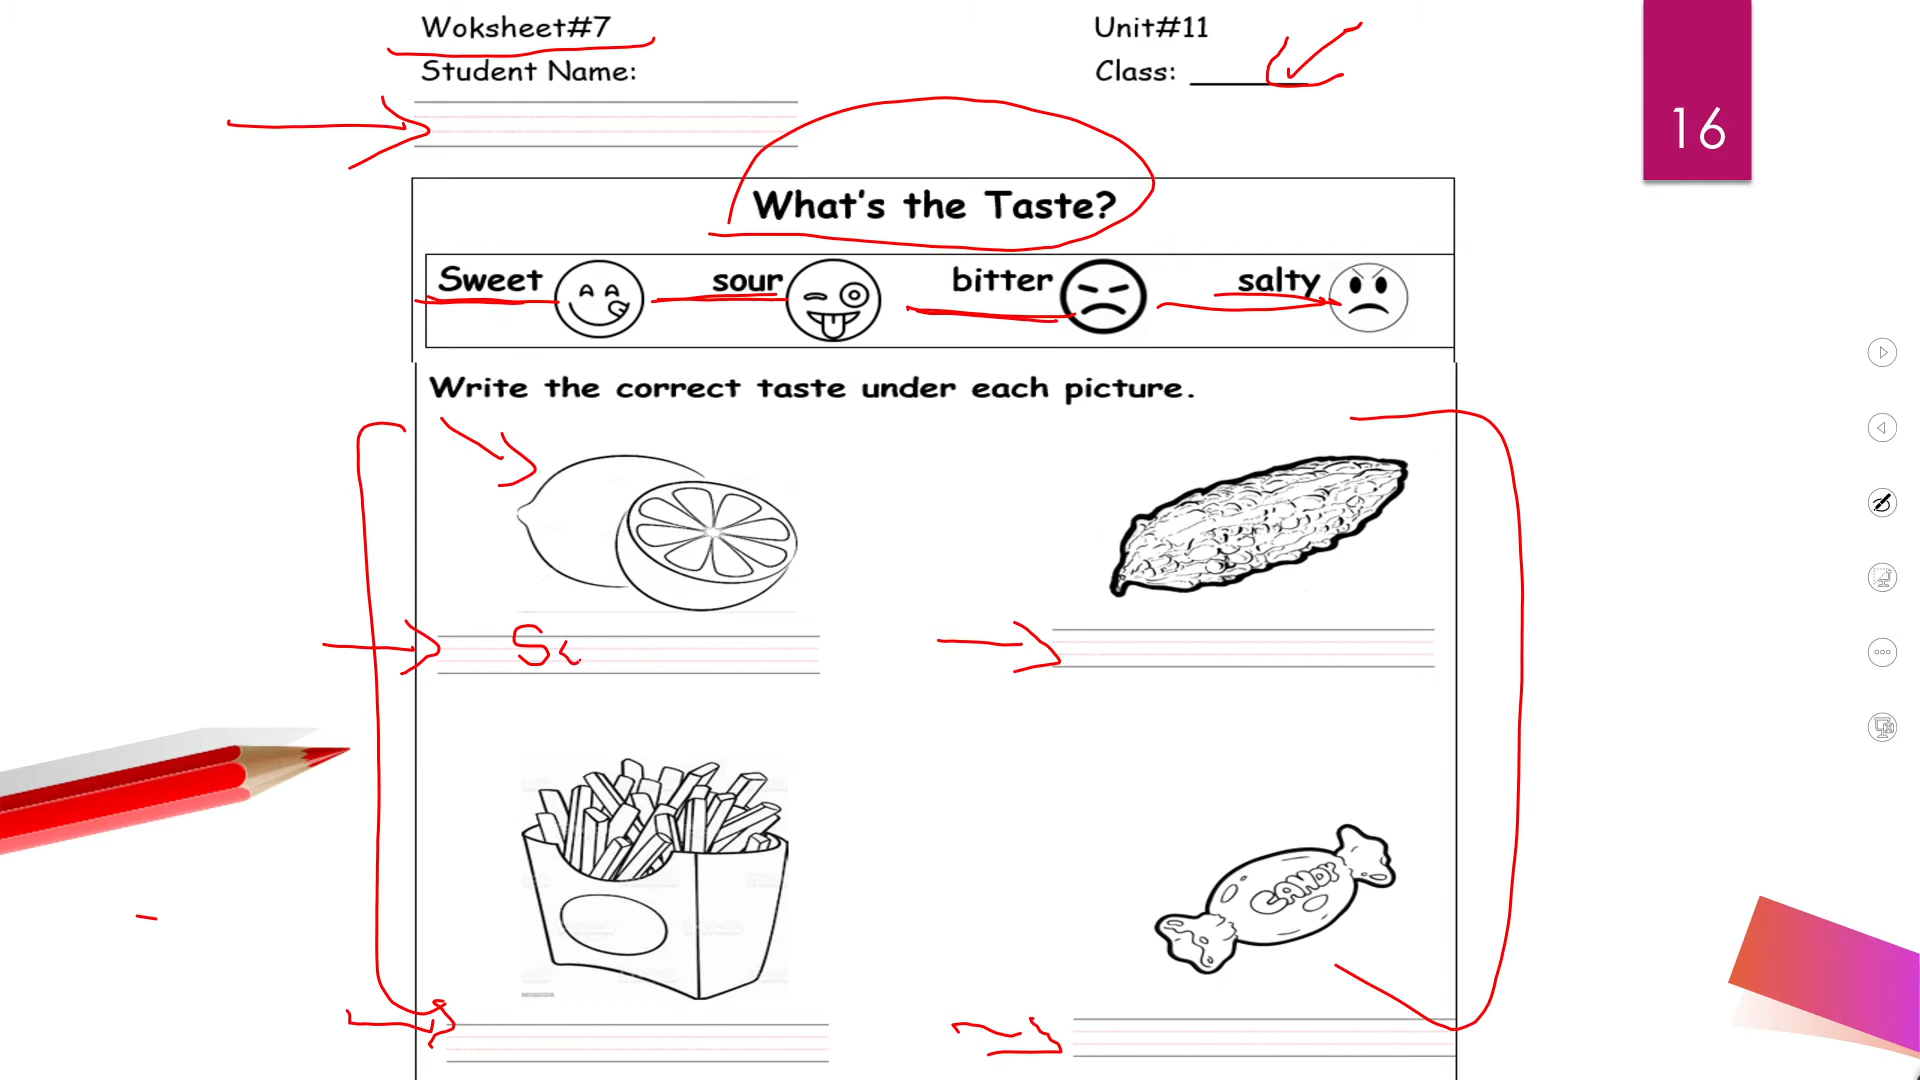 Woksheet#7
Unit#11
Student Name:
Class:
16
What's the Taste?
Sweet sour bitter salty
Write the correct taste under each picture.
CANDY